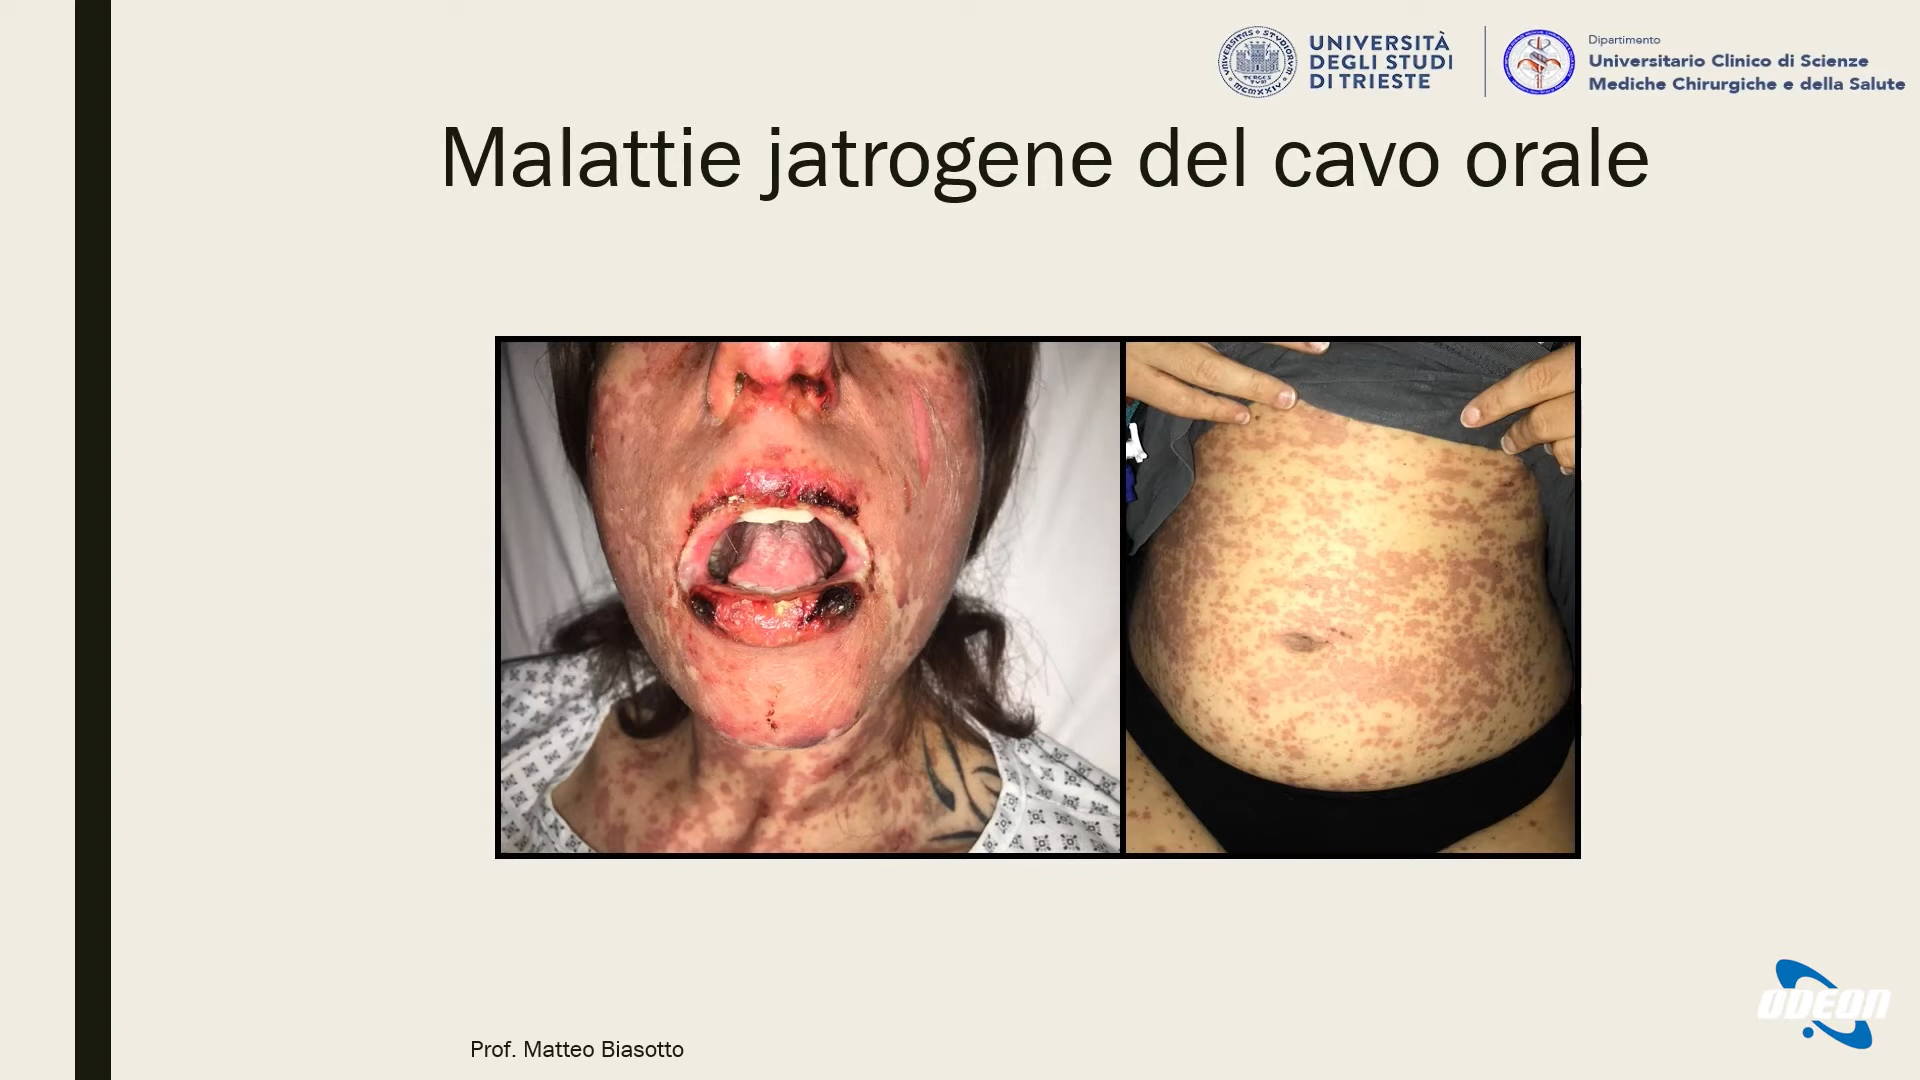 UNIVERSITÀ
DEGLI STUDI
DI TRIESTE
Dipartimento
Universitario Clinico di Scienze
Mediche Chirurgiche e della Salute
Malattie jatrogene del cavo orale
Prof. Matteo Biasotto
ODEON